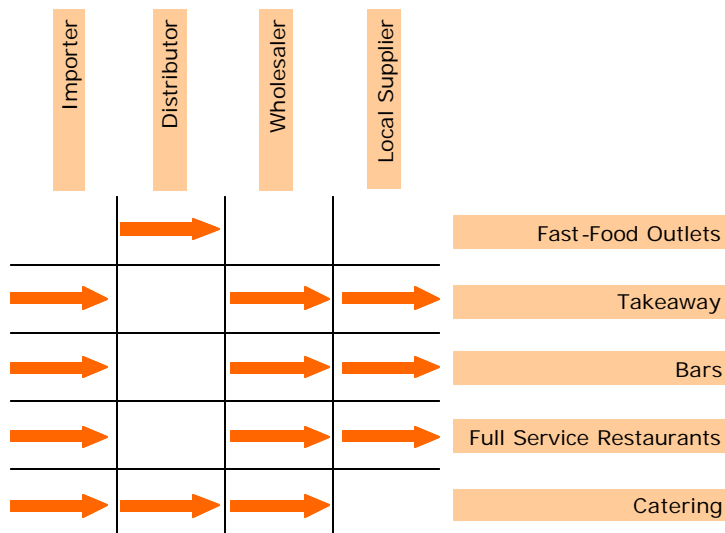 Importer
Distributor
Wholesaler
Local Supplier
Fast-Food Outlets
Takeaway
Bars
Full Service Restaurants
Catering